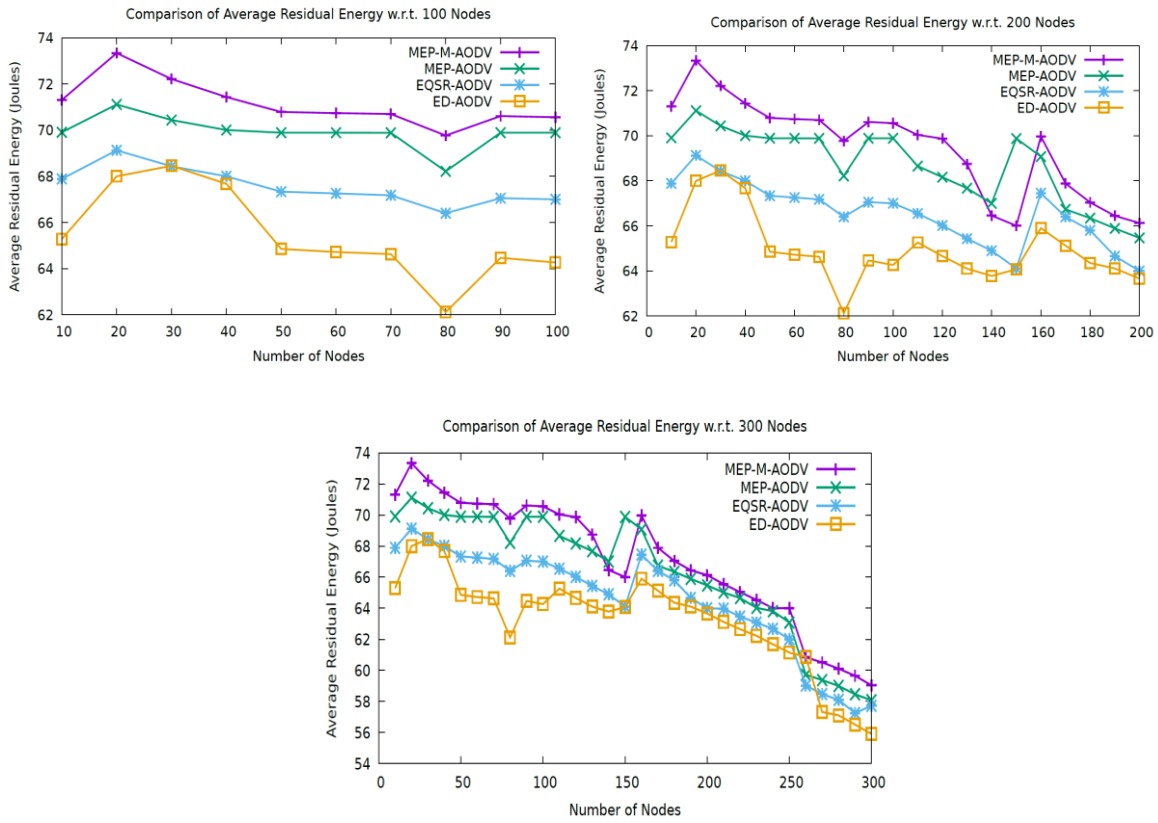 Comparison of Average Residual Energy w.r.t. 100 Nodes
Average Residual Energy (Joules)
74
72
70
68
66
64
62
MEP-M-AODV
MEP-AODV
EQSR-AODV
ED-AODV
10 20 30 40 50 60 70 80 90 100
Number of Nodes
Comparison of Average Residual Energy w.r.t. 200 Nodes
Average Residual Energy (Joules)
74
72
70
68
66
64
62
MEP-M-AODV
MEP-AODV
EQSR-AODV
ED-AODV
0 20 40 60 80 100 120 140 160 180 200
Number of Nodes
Comparison of Average Residual Energy w.r.t. 300 Nodes
Average Residual Energy (Joules)
74
72
70
68
66
64
62
60
58
56
54
MEP-M-AODV
MEP-AODV
EQSR-AODV
ED-AODV
0 50 100 150 200 250 300
Number of Nodes